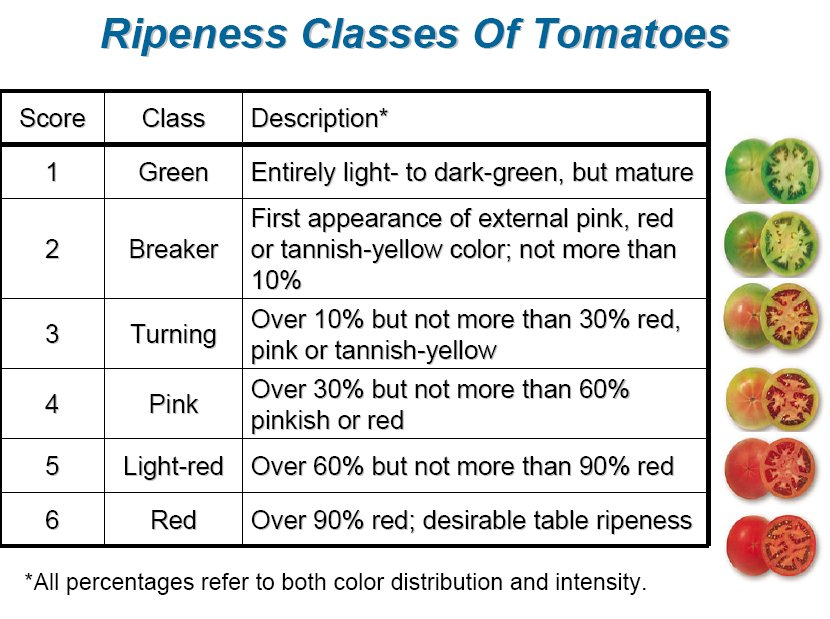 Ripeness Classes Of Tomatoes
Score Class Description*
1 Green Entirely light- to dark-green, but mature
2 Breaker First appearance of external pink, red
or tannish-yellow color; not more than
10%
3 Turning Over 10% but not more than 30% red,
pink or tannish-yellow
4 Pink Over 30% but not more than 60%
pinkish or red
5 Light-red Over 60% but not more than 90% red
6 Red Over 90% red; desirable table ripeness
*All percentages refer to both color distribution and intensity.